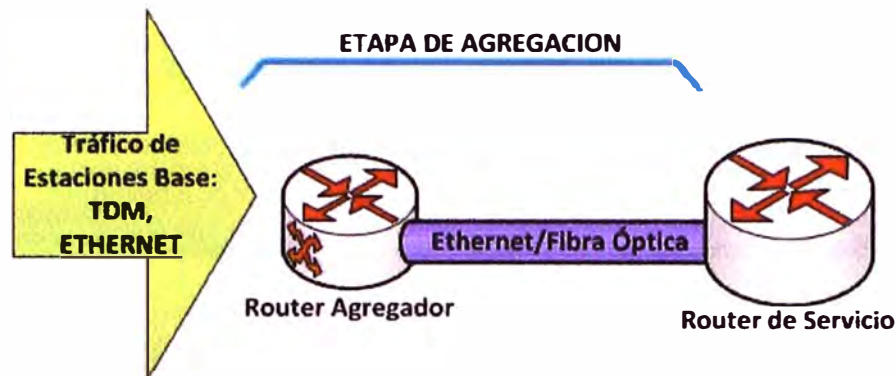 ETAPA DE AGREGACION
Tráfico de
Estaciones Base:
TDM,
ETHERNET
Ethernet/Fibra Óptica
Router Agregador
Router de Servicio